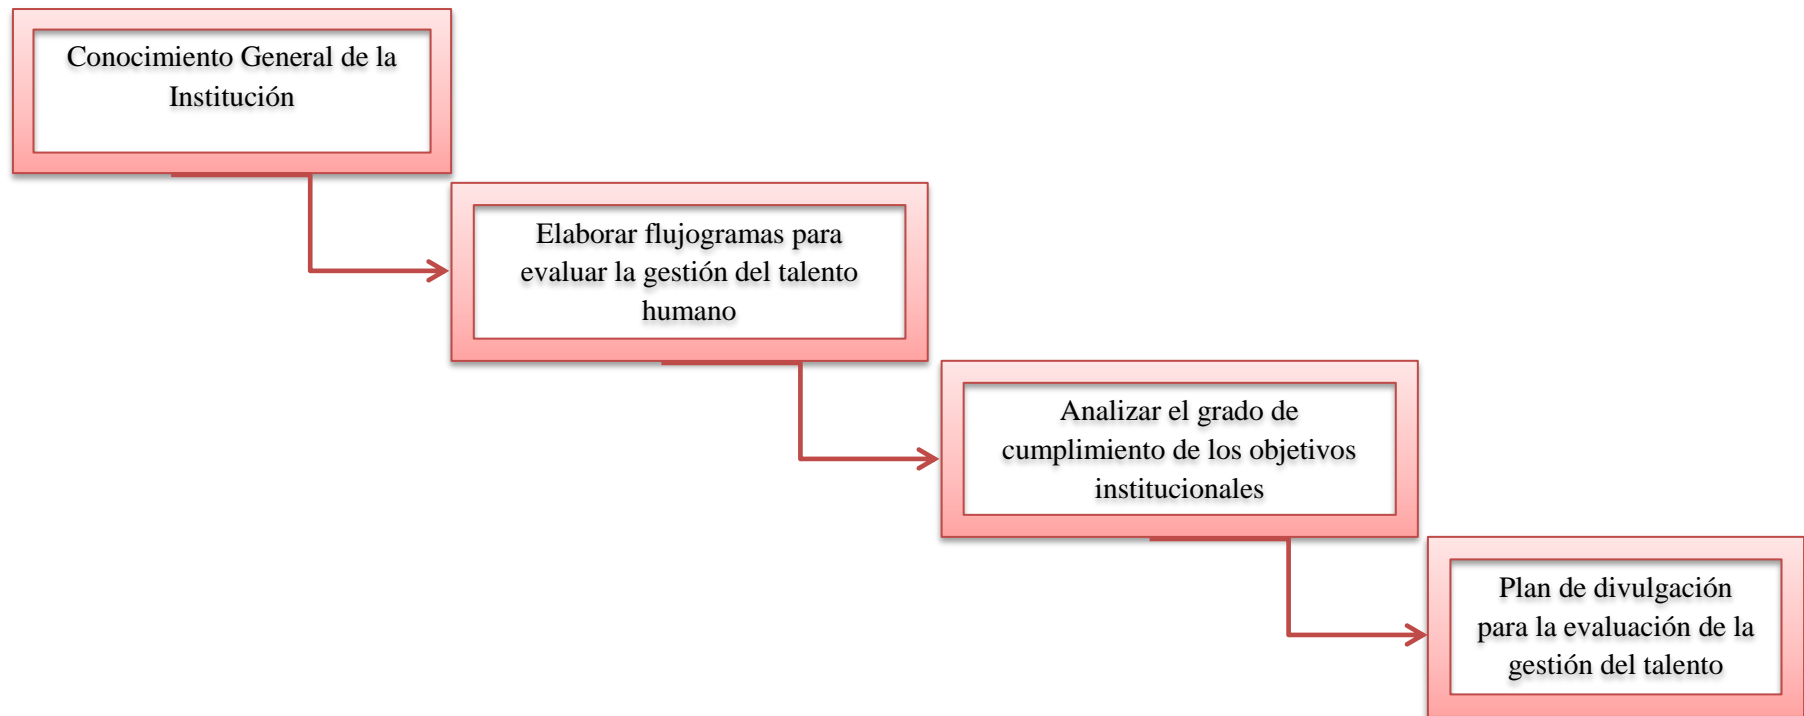 Conocimiento General de la
Institución
Elaborar flujogramas para
evaluar la gestión del talento
humano
Analizar el grado de
cumplimiento de los objetivos
institucionales
Plan de divulgación
para la evaluación de la
gestión del talento